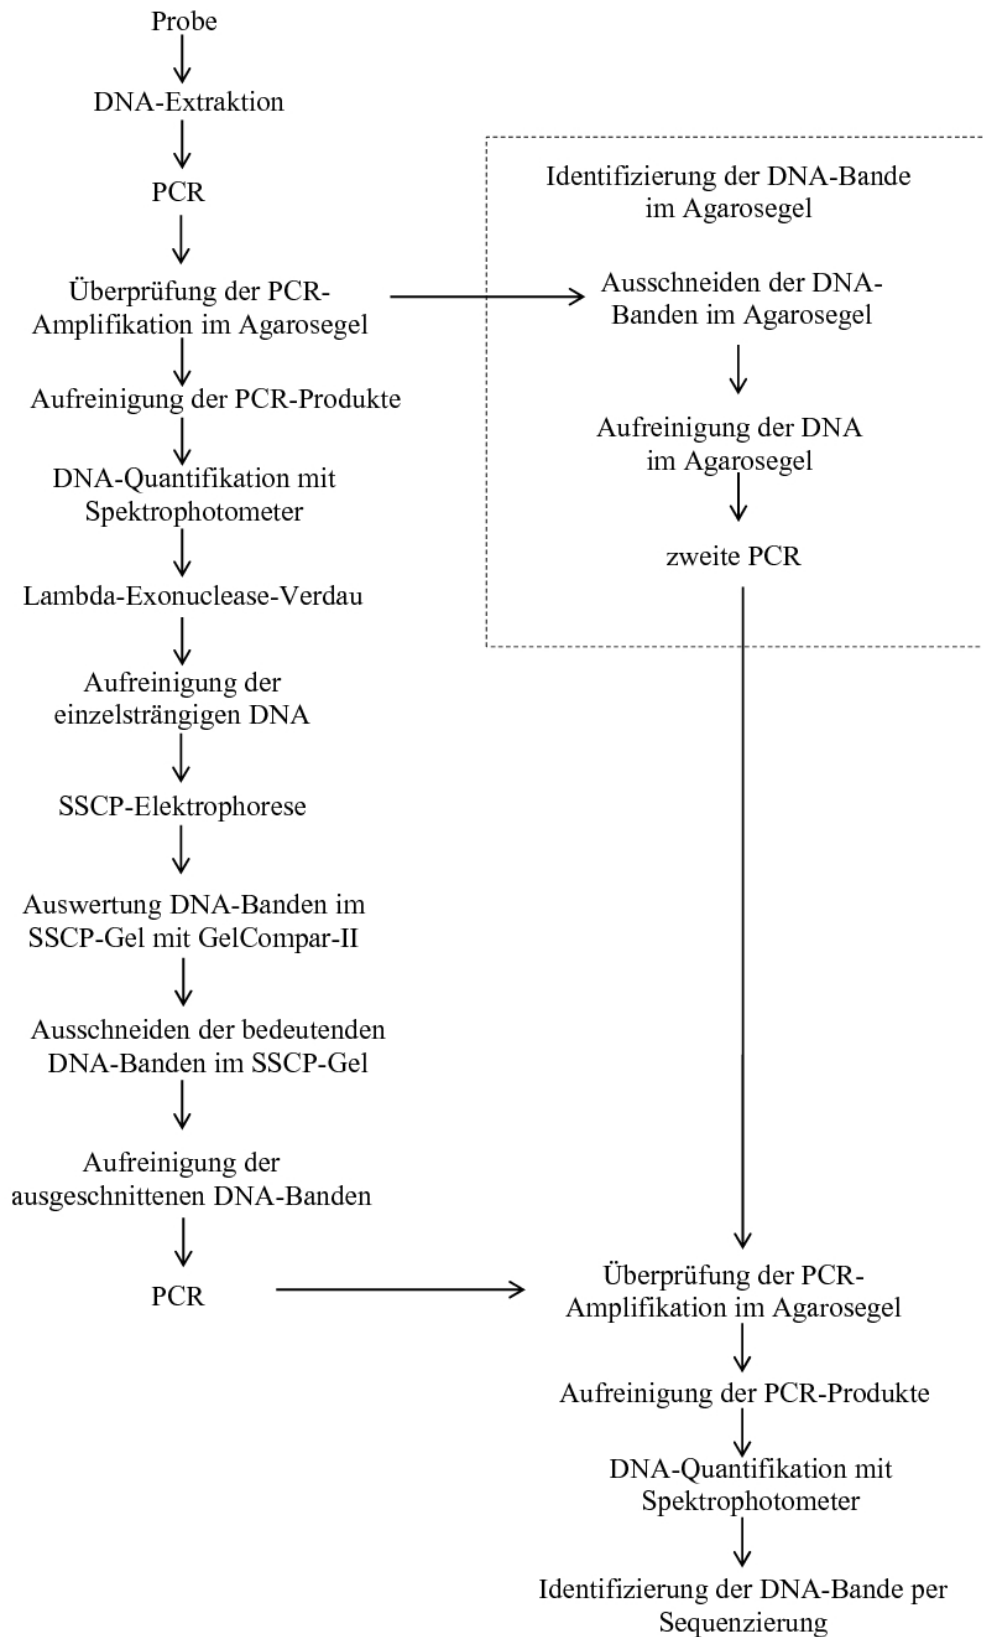 Probe
DNA-Extraktion
PCR
Überprüfung der PCR-
Amplifikation im Agarosegel
Aufreinigung der PCR-Produkte
DNA-Quantifikation mit
Spektrophotometer
Lambda-Exonuclease-Verdau
Aufreinigung der
einzelsträngigen DNA
SSCP-Elektrophorese
Auswertung DNA-Banden im
SSCP-Gel mit GelCompar-II
Ausschneiden der bedeutenden
DNA-Banden im SSCP-Gel
Aufreinigung der
ausgeschnittenen DNA-Banden
PCR
Identifizierung der DNA-Bande
im Agarosegel
Ausschneiden der DNA-
Banden im Agarosegel
Aufreinigung der DNA
im Agarosegel
zweite PCR
Überprüfung der PCR-
Amplifikation im Agarosegel
Aufreinigung der PCR-Produkte
DNA-Quantifikation mit
Spektrophotometer
Identifizierung der DNA-Bande per
Sequenzierung